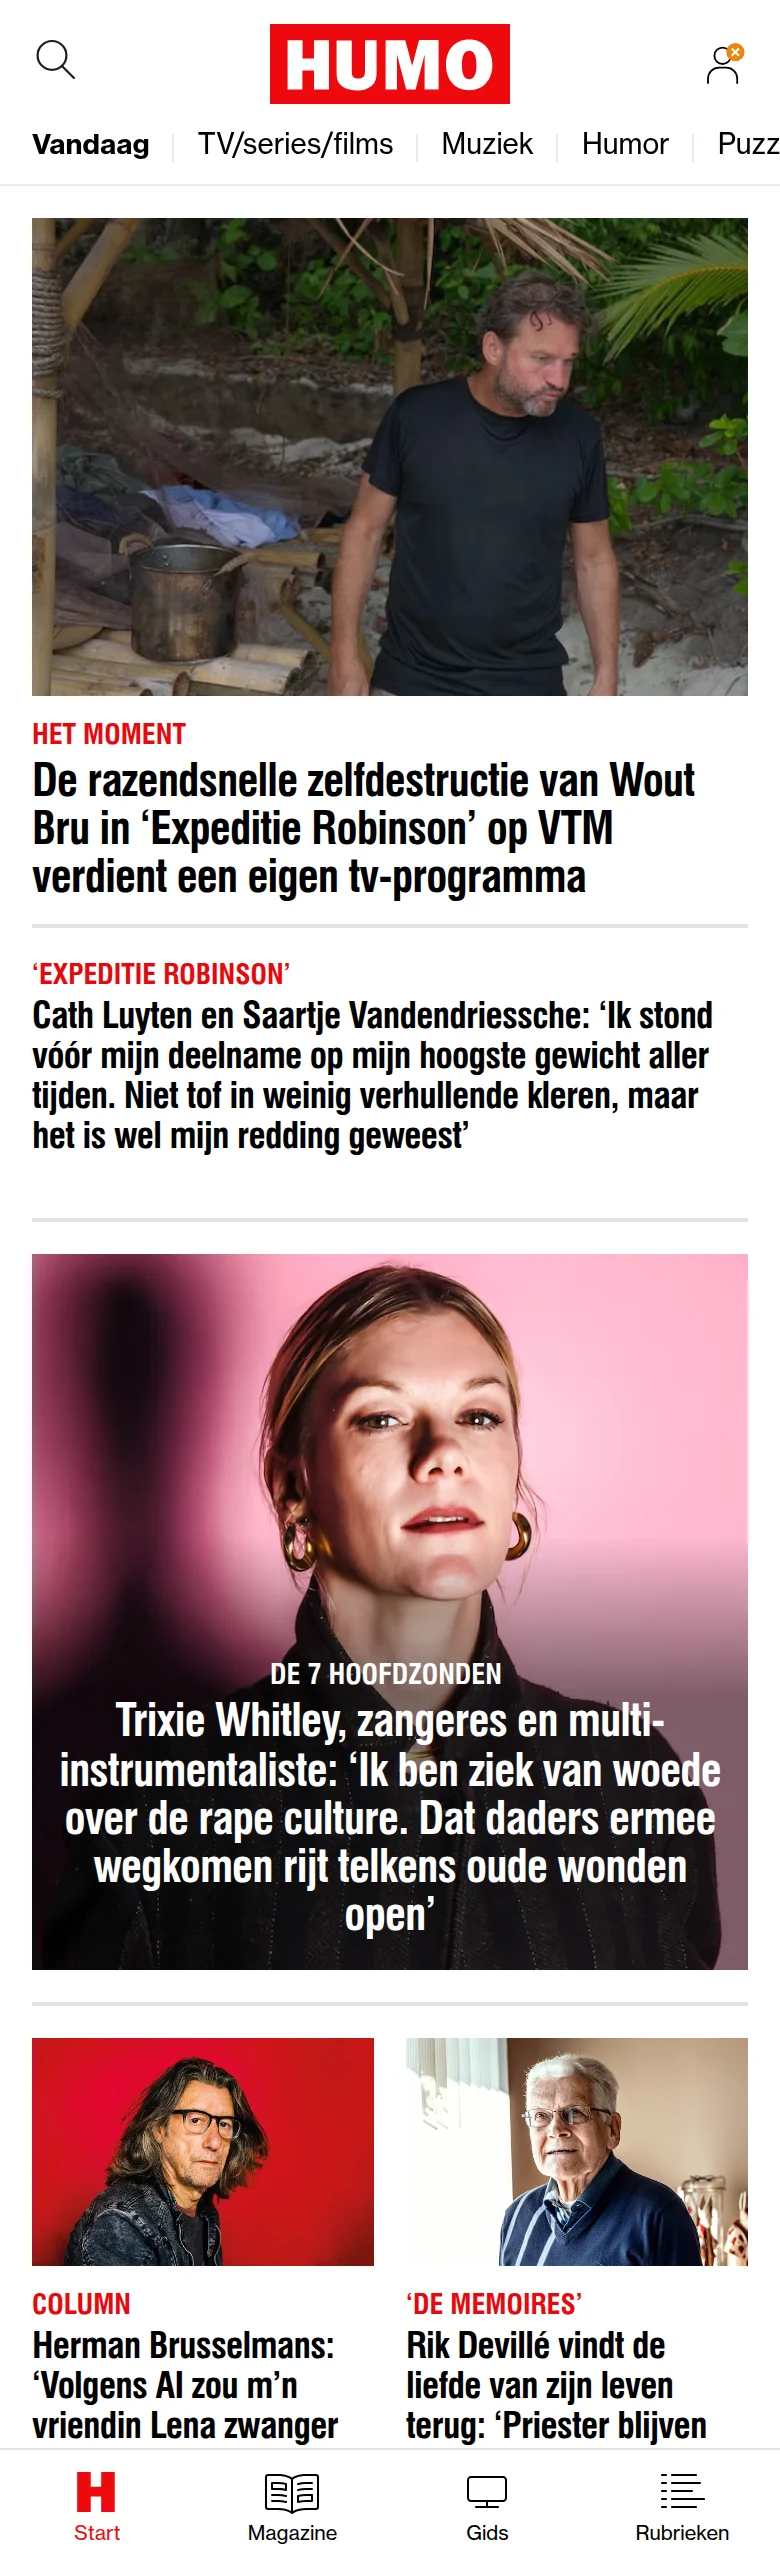 HUMO
Vandaag
TV/series/films
Muziek
Humor
Puzz
HET MOMENT
De razendsnelle zelfdestructie van Wout
Bru in ‘Expeditie Robinson’ op VTM
verdient een eigen tv-programma
‘EXPEDITIE ROBINSON’
Cath Luyten en Saartje Vandendriessche: ‘Ik stond
vóór mijn deelname op mijn hoogste gewicht aller
tijden. Niet tof in weinig verhullende kleren, maar
het is wel mijn redding geweest’
DE 7 HOOFDZONDEN
Trixie Whitley, zangeres en multi-
instrumentaliste: ‘Ik ben ziek van woede
over de rape culture. Dat daders ermee
wegkomen rijt telkens oude wonden
open’
COLUMN
Herman Brusselmans:
‘Volgens AI zou m’n
vriendin Lena zwanger
‘DE MEMOIRES’
Rik Devillé vindt de
liefde van zijn leven
terug: ‘Priester blijven
H
Start
Magazine
Gids
Rubrieken